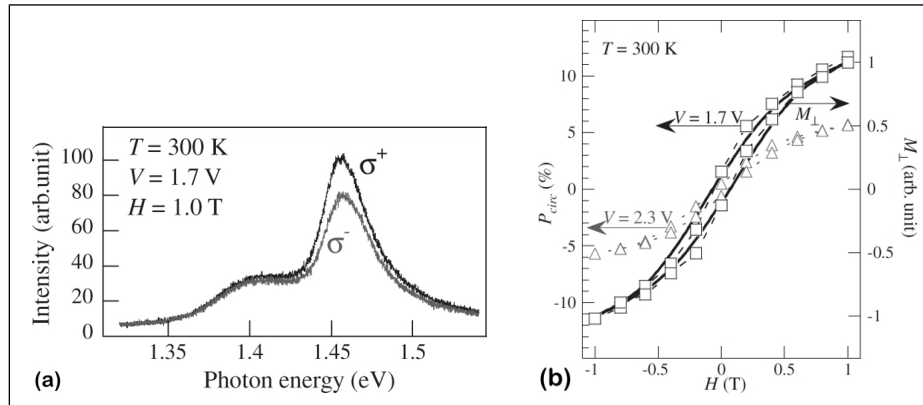 T = 300 K
V = 1.7 V
H = 1.0 T
σ+
σ-
Intensity (arb.unit)
100
80
60
40
20
0
1.35
1.4
1.45
1.5
Photon energy (eV)
(a)
T = 300 K
V = 1.7 V
M⊥
V = 2.3 V
P circ (%)
10
5
0
-5
-10
M⊥ (arb. unit)
1
0.5
0
-0.5
-1
-1
-0.5
0
0.5
1
H (T)
(b)